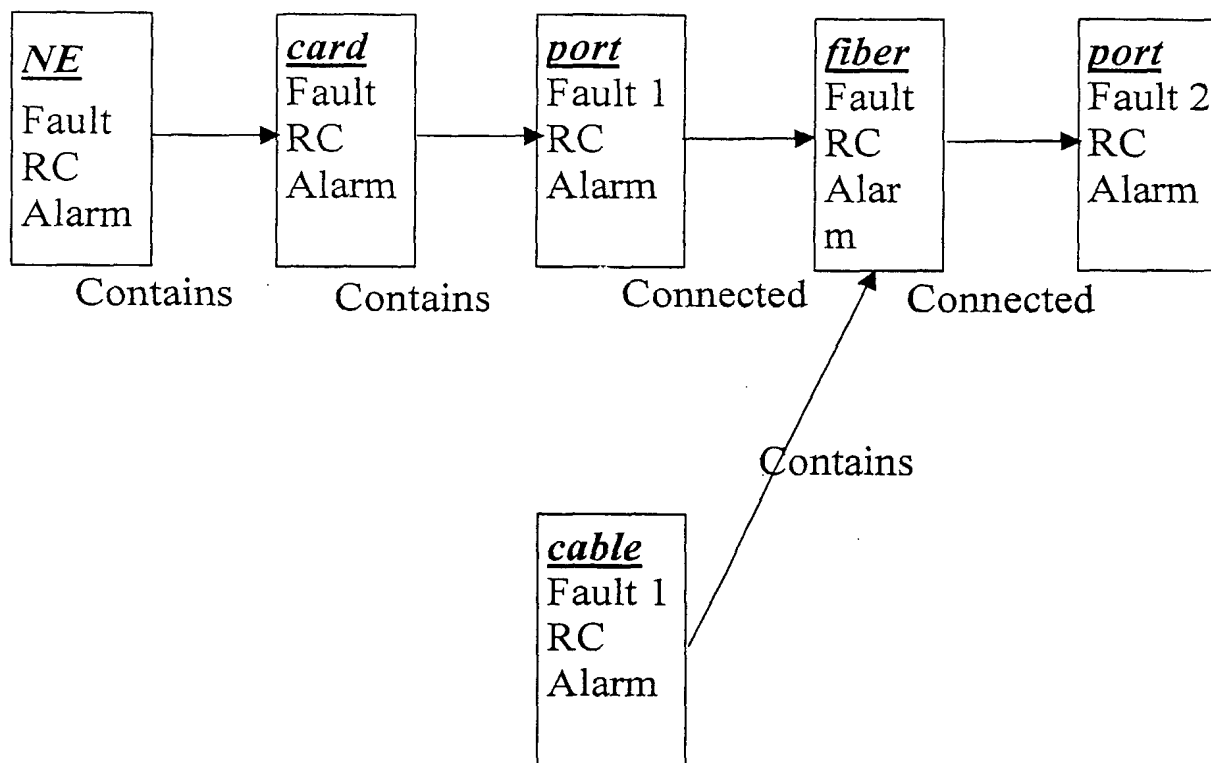 NE
Fault
RC
Alarm
card
Fault
RC
Alarm
port
Fault 1
RC
Alarm
fiber
Fault
RC
Alar
m
port
Fault 2
RC
Alarm
Contains
Contains
Connected
Connected
Contains
cable
Fault 1
RC
Alarm